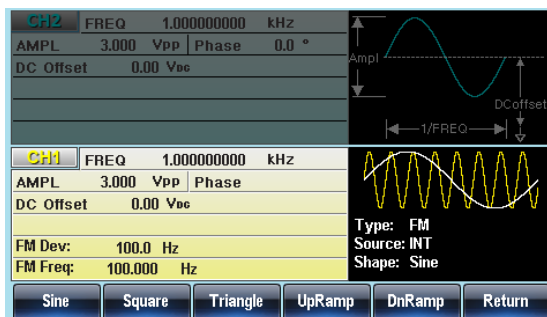 CH2 FREQ 1.000000000 kHz
AMPL 3.000 Vpp Phase 0.0 °
DC Offset 0.00 VDC
Ampl
DCoffset
1/FREQ
CH1 FREQ 1.000000000 kHz
AMPL 3.000 Vpp Phase
DC Offset 0.00 VDC
FM Dev: 100.0 Hz
FM Freq: 100.000 Hz
Type: FM
Source: INT
Shape: Sine
Sine Square Triangle UpRamp DnRamp Return